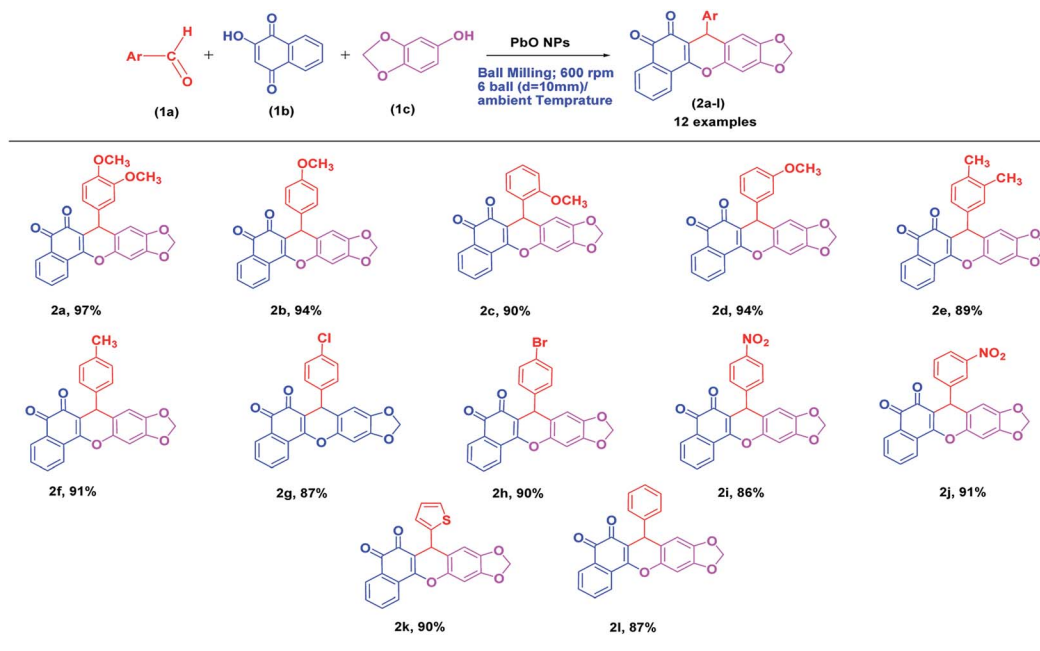 Ar
C
H
O
(1a)
+
HO
O
O
(1b)
+
O
O
OH
(1c)
PbO NPs
Ball Milling; 600 rpm
6 ball (d=10mm)/
ambient Temprature
O
O
Ar
O
O
O
(2a-l)
12 examples
OCH3
OCH3
O
O
O
O
O
2a, 97%
OCH3
O
O
O
O
O
2b, 94%
OCH3
O
O
O
O
O
2c, 90%
OCH3
O
O
O
O
O
2d, 94%
CH3
CH3
O
O
O
O
O
2e, 89%
CH3
O
O
O
O
O
2f, 91%
Cl
O
O
O
O
O
2g, 87%
Br
O
O
O
O
O
2h, 90%
NO2
O
O
O
O
O
2i, 86%
NO2
O
O
O
O
O
2j, 91%
S
O
O
O
O
O
2k, 90%
O
O
O
O
O
2l, 87%